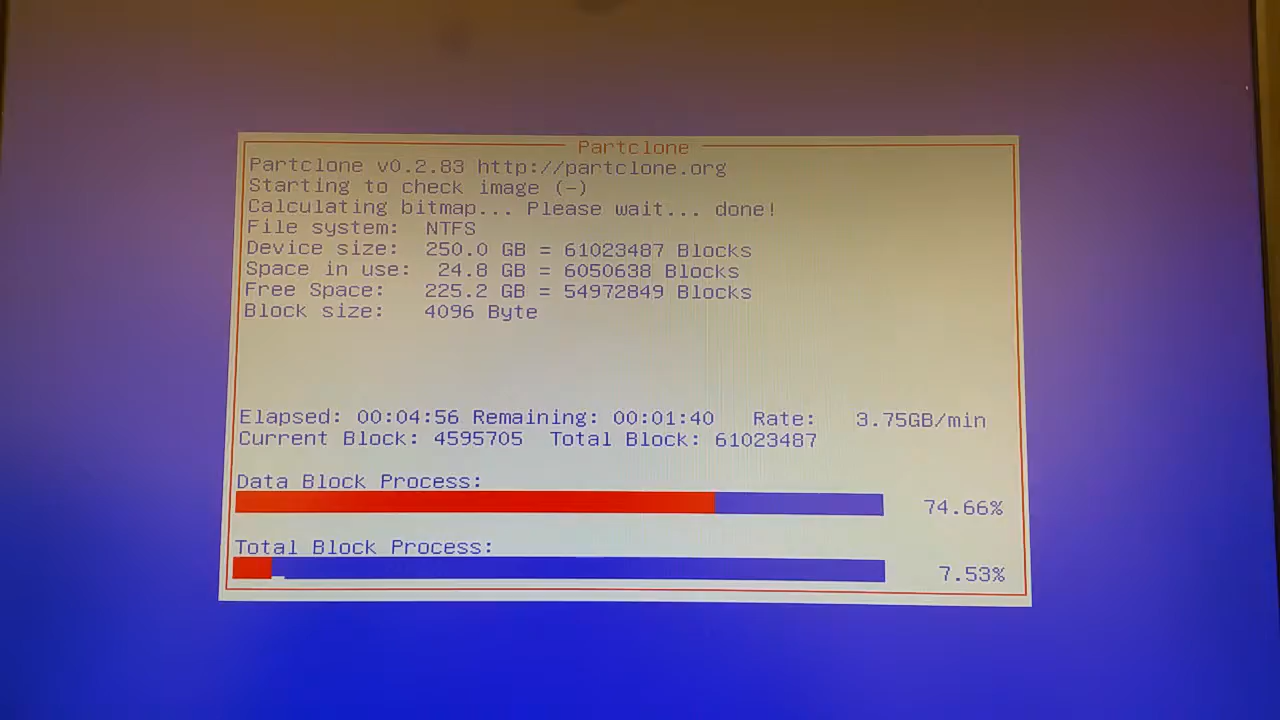 Partclone
Partclone v0.2.83 http://partclone.org
Starting to check image (-)
Calculating bitmap... Please wait... done!
File system: NTFS
Device size: 250.0 GB = 61023487 Blocks
Space in use: 24.8 GB = 6050638 Blocks
Free Space: 225.2 GB = 54972849 Blocks
Block size: 4096 Byte
Elapsed: 00:04:56 Remaining: 00:01:40 Rate: 3.75GB/min
Current Block: 4595705 Total Block: 61023487
Data Block Process:
74.66%
Total Block Process:
7.53%